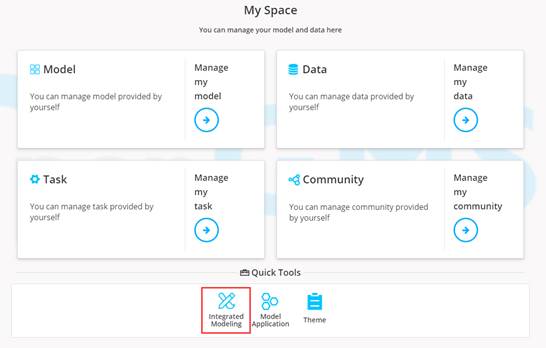 My Space
You can manage your model and data here
Model
You can manage model provided by
yourself
Manage
my
model
Data
You can manage data provided by
yourself
Manage
my
data
Task
You can manage task provided by
yourself
Manage
my
task
Community
You can manage community provided
by yourself
Manage
my
community
Quick Tools
Integrated
Modeling
Model
Application
Theme